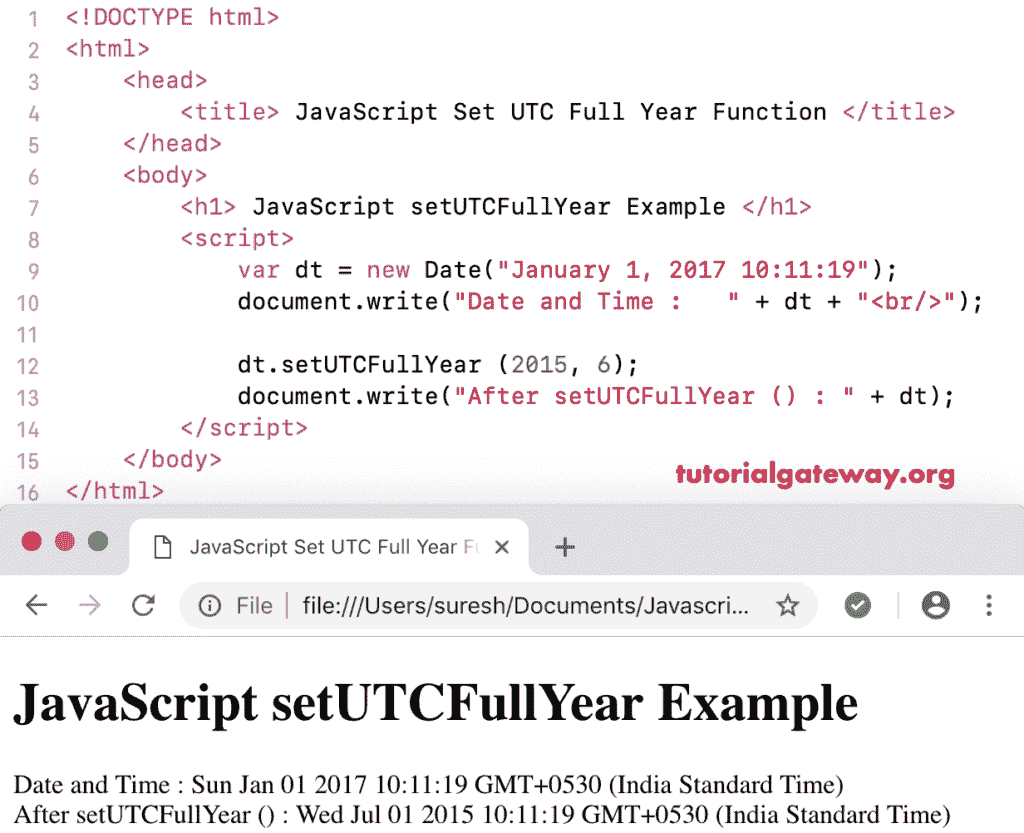 1 <!DOCTYPE html>
2 <html>
3 <head>
4 <title> JavaScript Set UTC Full Year Function </title>
5 </head>
6 <body>
7 <h1> JavaScript setUTCFullYear Example </h1>
8 <script>
9 var dt = new Date("January 1, 2017 10:11:19");
10 document.write("Date and Time :   " + dt + "<br/>");
11
12 dt.setUTCFullYear (2015, 6);
13 document.write("After setUTCFullYear () : " + dt);
14 </script>
15 </body>
tutorialgateway.org
16 </html>
JavaScript Set UTC Full Year F
File file:///Users/suresh/Documents/Javascri...
JavaScript setUTCFullYear Example
Date and Time : Sun Jan 01 2017 10:11:19 GMT+0530 (India Standard Time)
After setUTCFullYear () : Wed Jul 01 2015 10:11:19 GMT+0530 (India Standard Time)